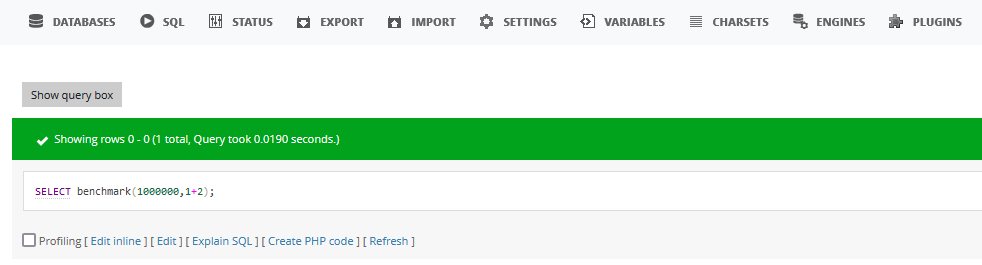 DATABASES SQL STATUS EXPORT IMPORT SETTINGS VARIABLES CHARSETS ENGINES PLUGINS
Show query box
Showing rows 0 - 0 (1 total, Query took 0.0190 seconds.)
SELECT benchmark(1000000,1+2);
Profiling [ Edit inline ] [ Edit ] [ Explain SQL ] [ Create PHP code ] [ Refresh ]